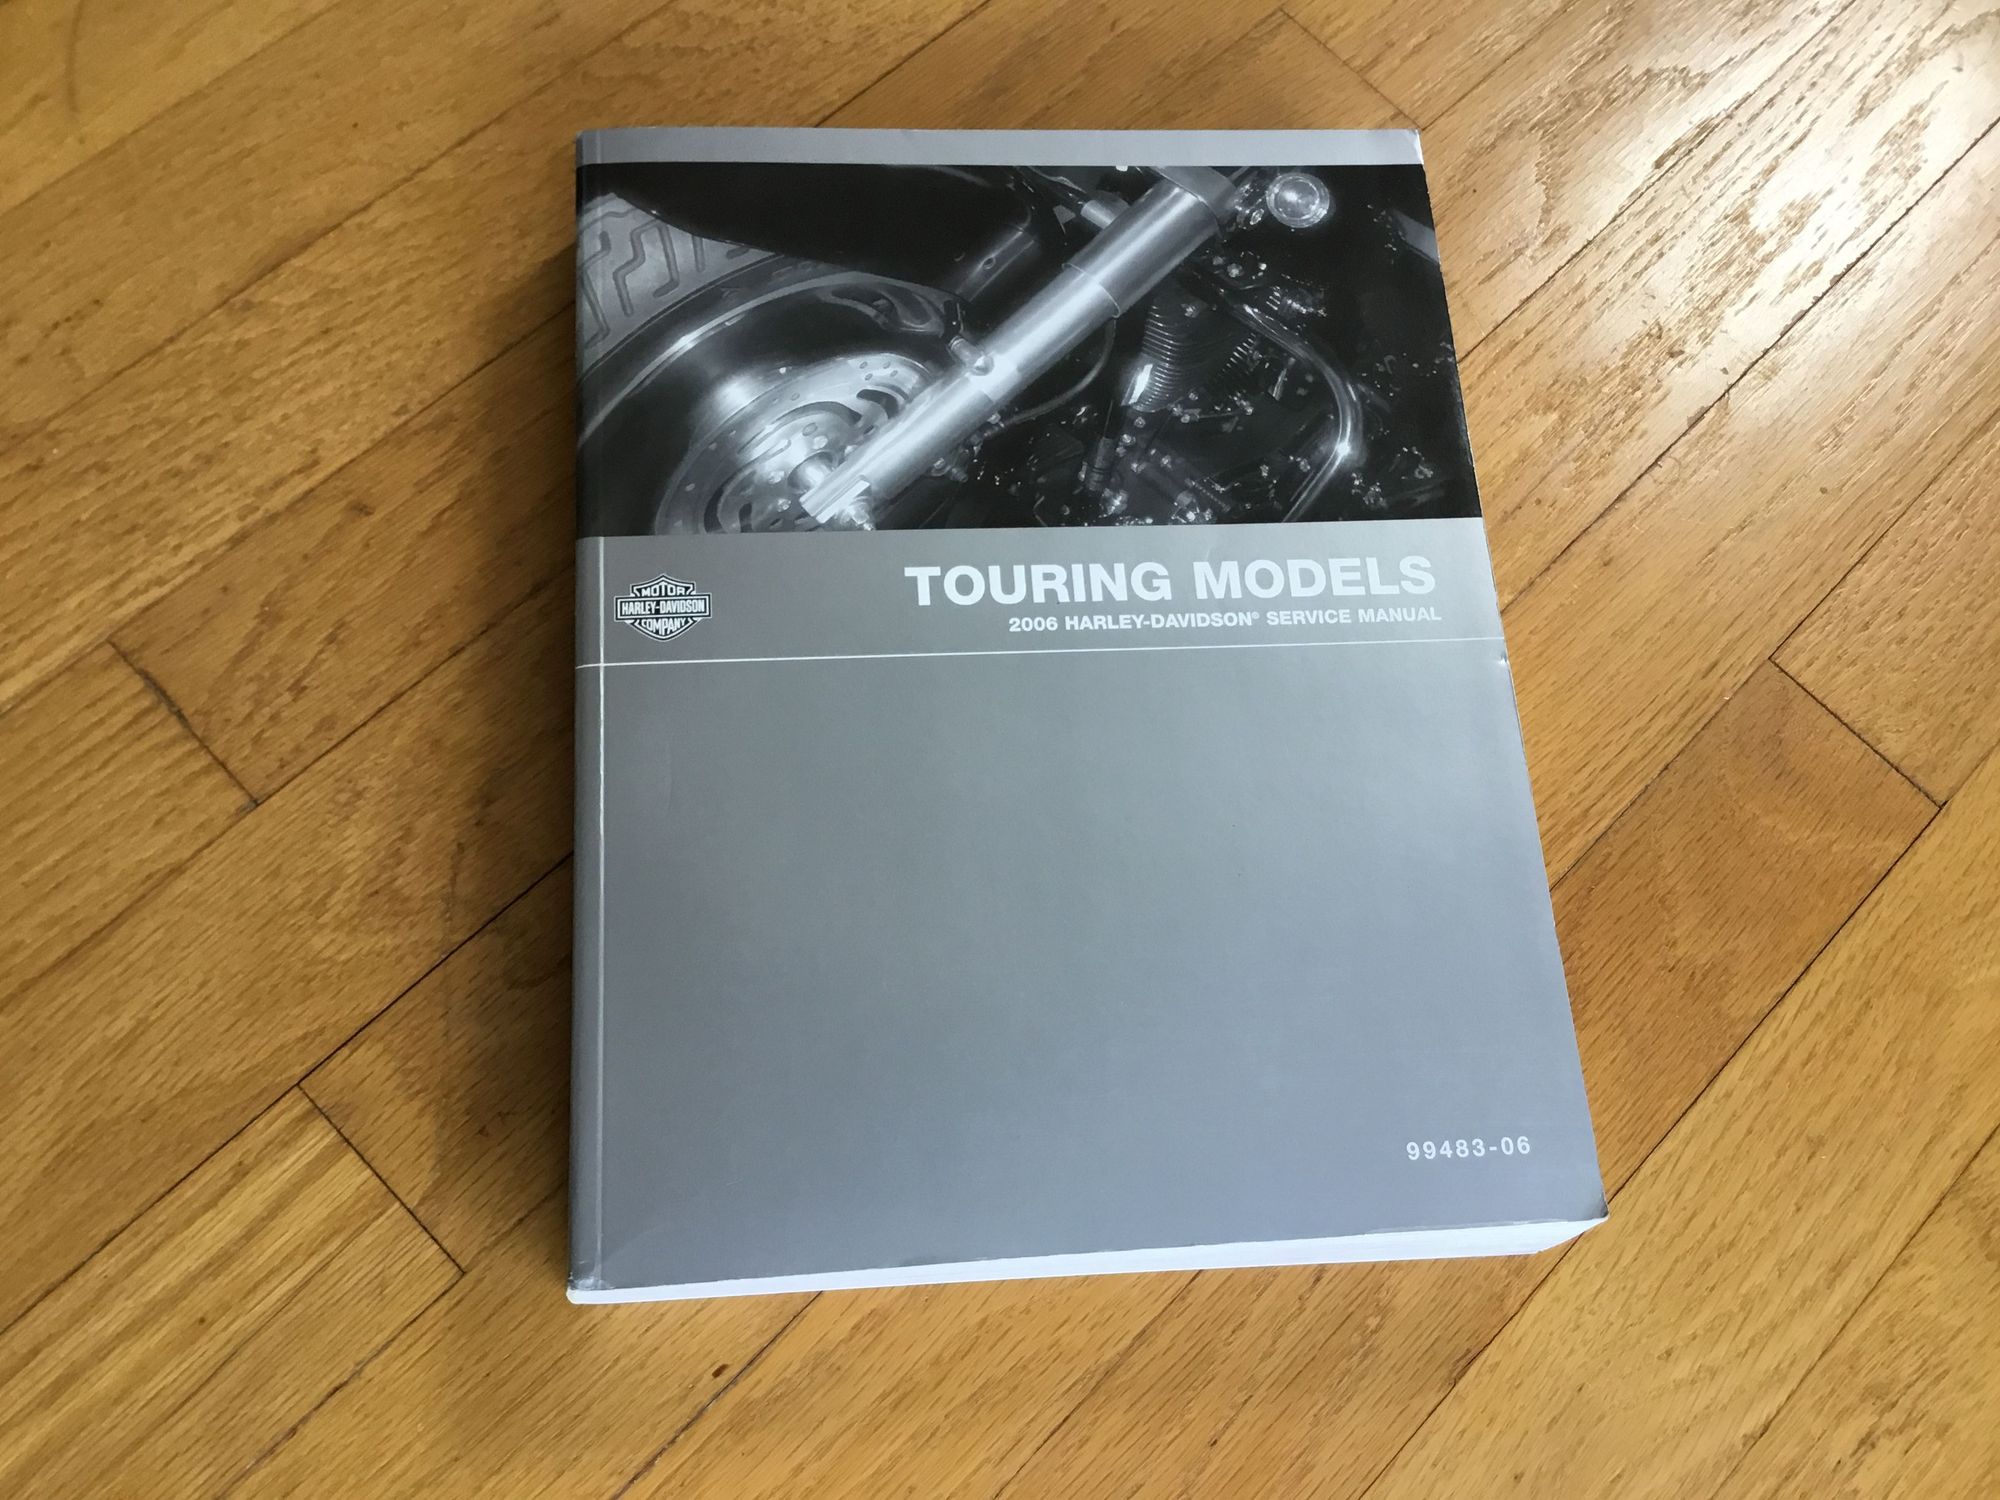 TOURING MODELS
2006 HARLEY-DAVIDSON® SERVICE MANUAL
MOTOR
HARLEY-DAVIDSON
COMPANY
99483-06